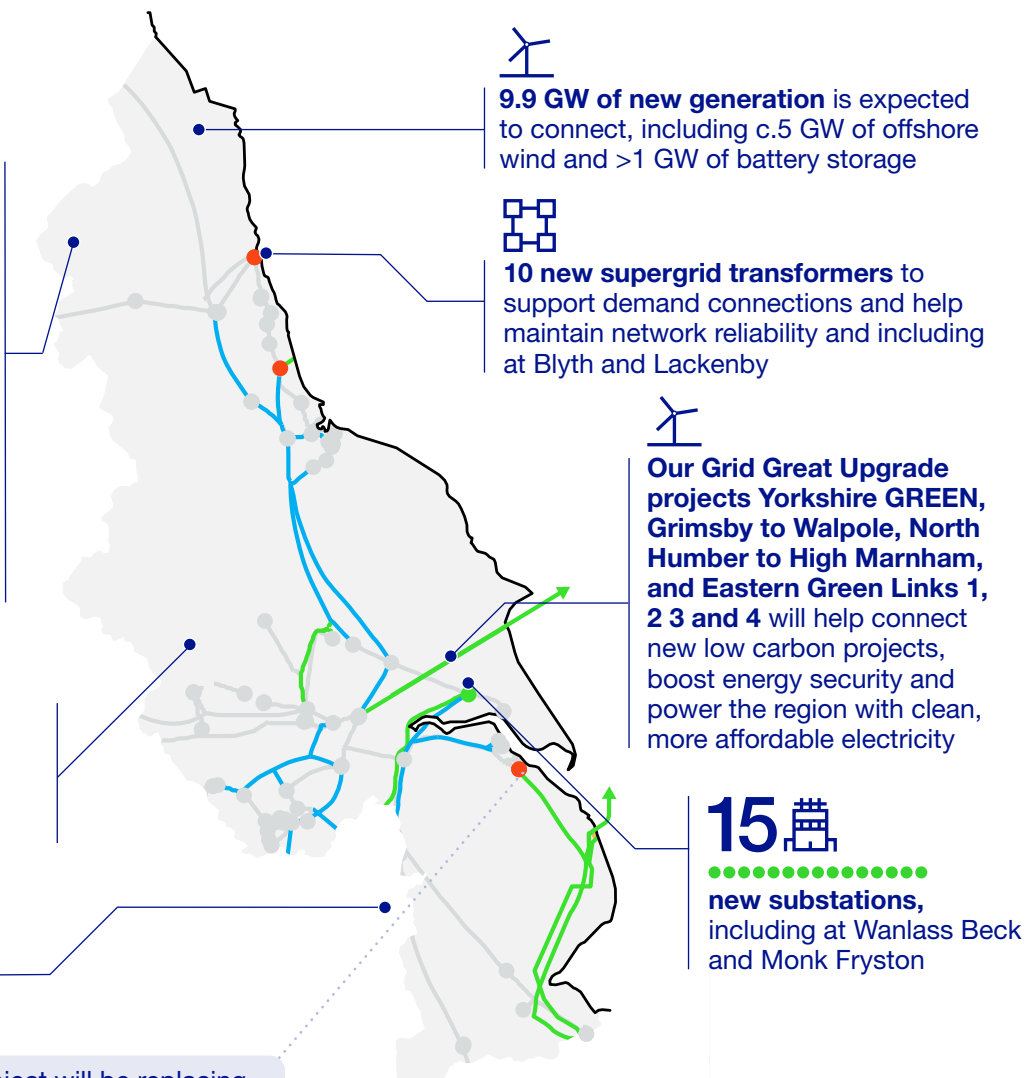 9.9 GW of new generation is expected
to connect, including c.5 GW of offshore
wind and >1 GW of battery storage
10 new supergrid transformers to
support demand connections and help
maintain network reliability and including
at Blyth and Lackenby
Our Grid Great Upgrade
projects Yorkshire GREEN,
Grimsby to Walpole, North
Humber to High Marnham,
and Eastern Green Links 1,
2 3 and 4 will help connect
new low carbon projects,
boost energy security and
power the region with clean,
more affordable electricity
15
new substations,
including at Wanlass Beck
and Monk Fryston
will be replacing